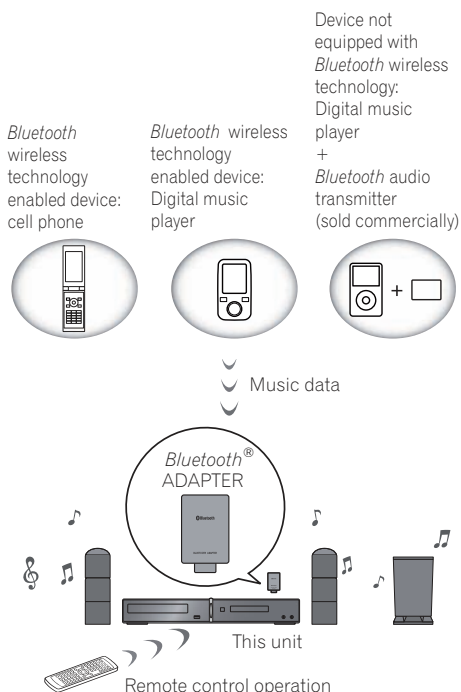 Bluetooth
wireless
technology
enabled device:
cell phone
Bluetooth wireless
technology
enabled device:
Digital music
player
Device not
equipped with
Bluetooth wireless
technology:
Digital music
player
+
Bluetooth audio
transmitter
(sold commercially)
+
Music data
Bluetooth®
ADAPTER
Bluetooth
This unit
Remote control operation